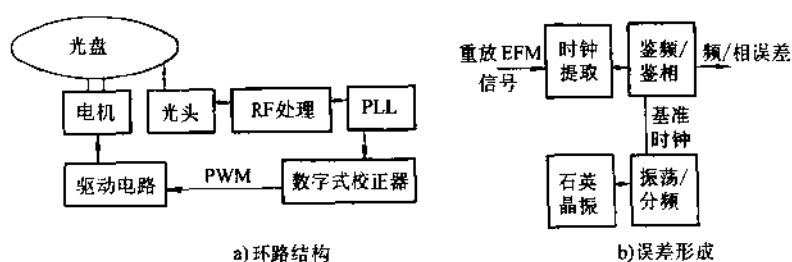 光盘
电机
光头
RF处理
PLL
驱动电路
PWM
数字式校正器
a)环路结构
重放EFM
信号
时钟
提取
鉴频/
鉴相
频/相误差
基准
时钟
石英
晶振
振荡/
分频
b)误差形成